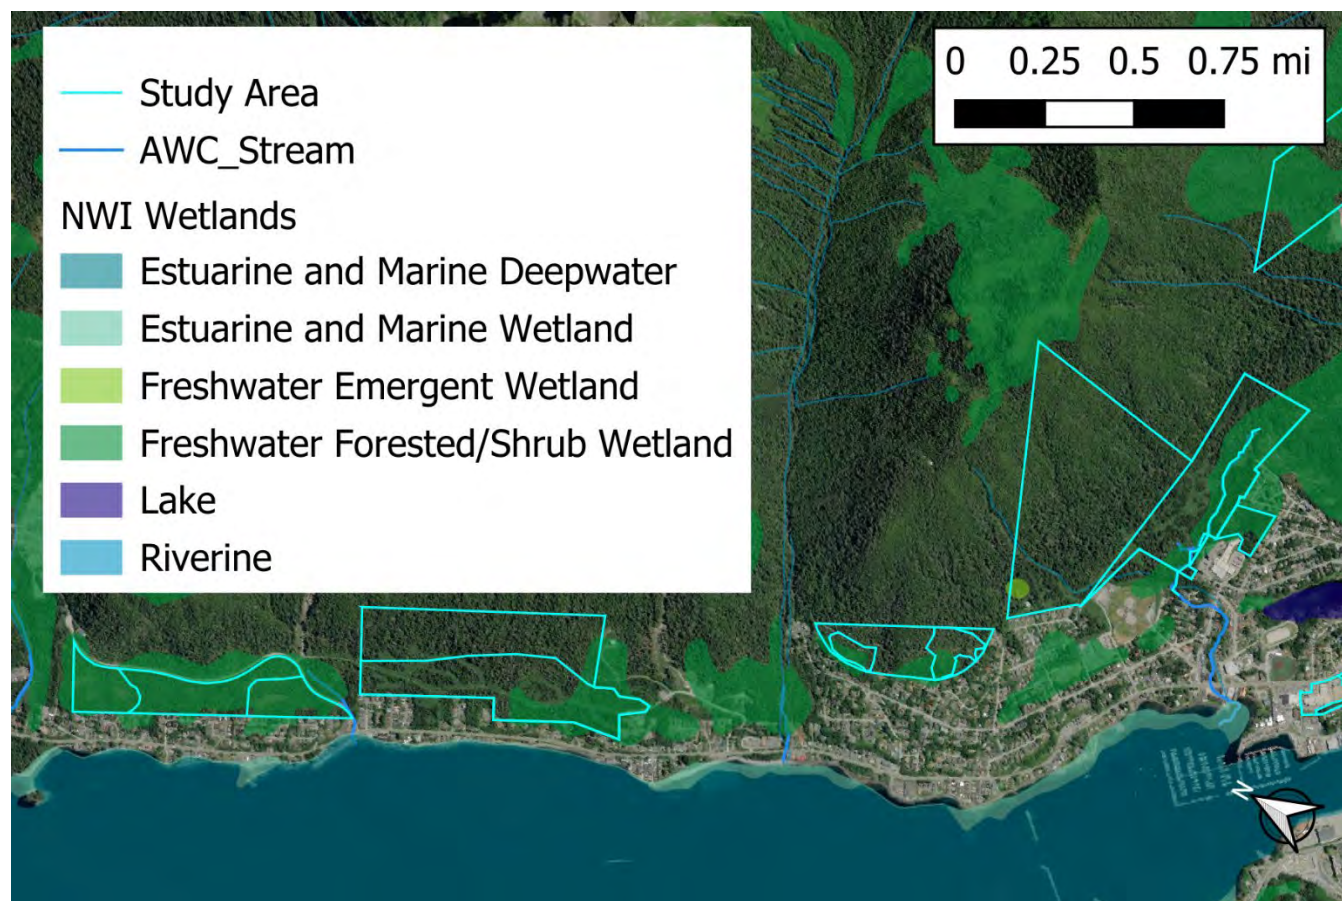 Study Area
AWC_Stream
NWI Wetlands
Estuarine and Marine Deepwater
Estuarine and Marine Wetland
Freshwater Emergent Wetland
Freshwater Forested/Shrub Wetland
Lake
Riverine
0 0.25 0.5 0.75 mi
N